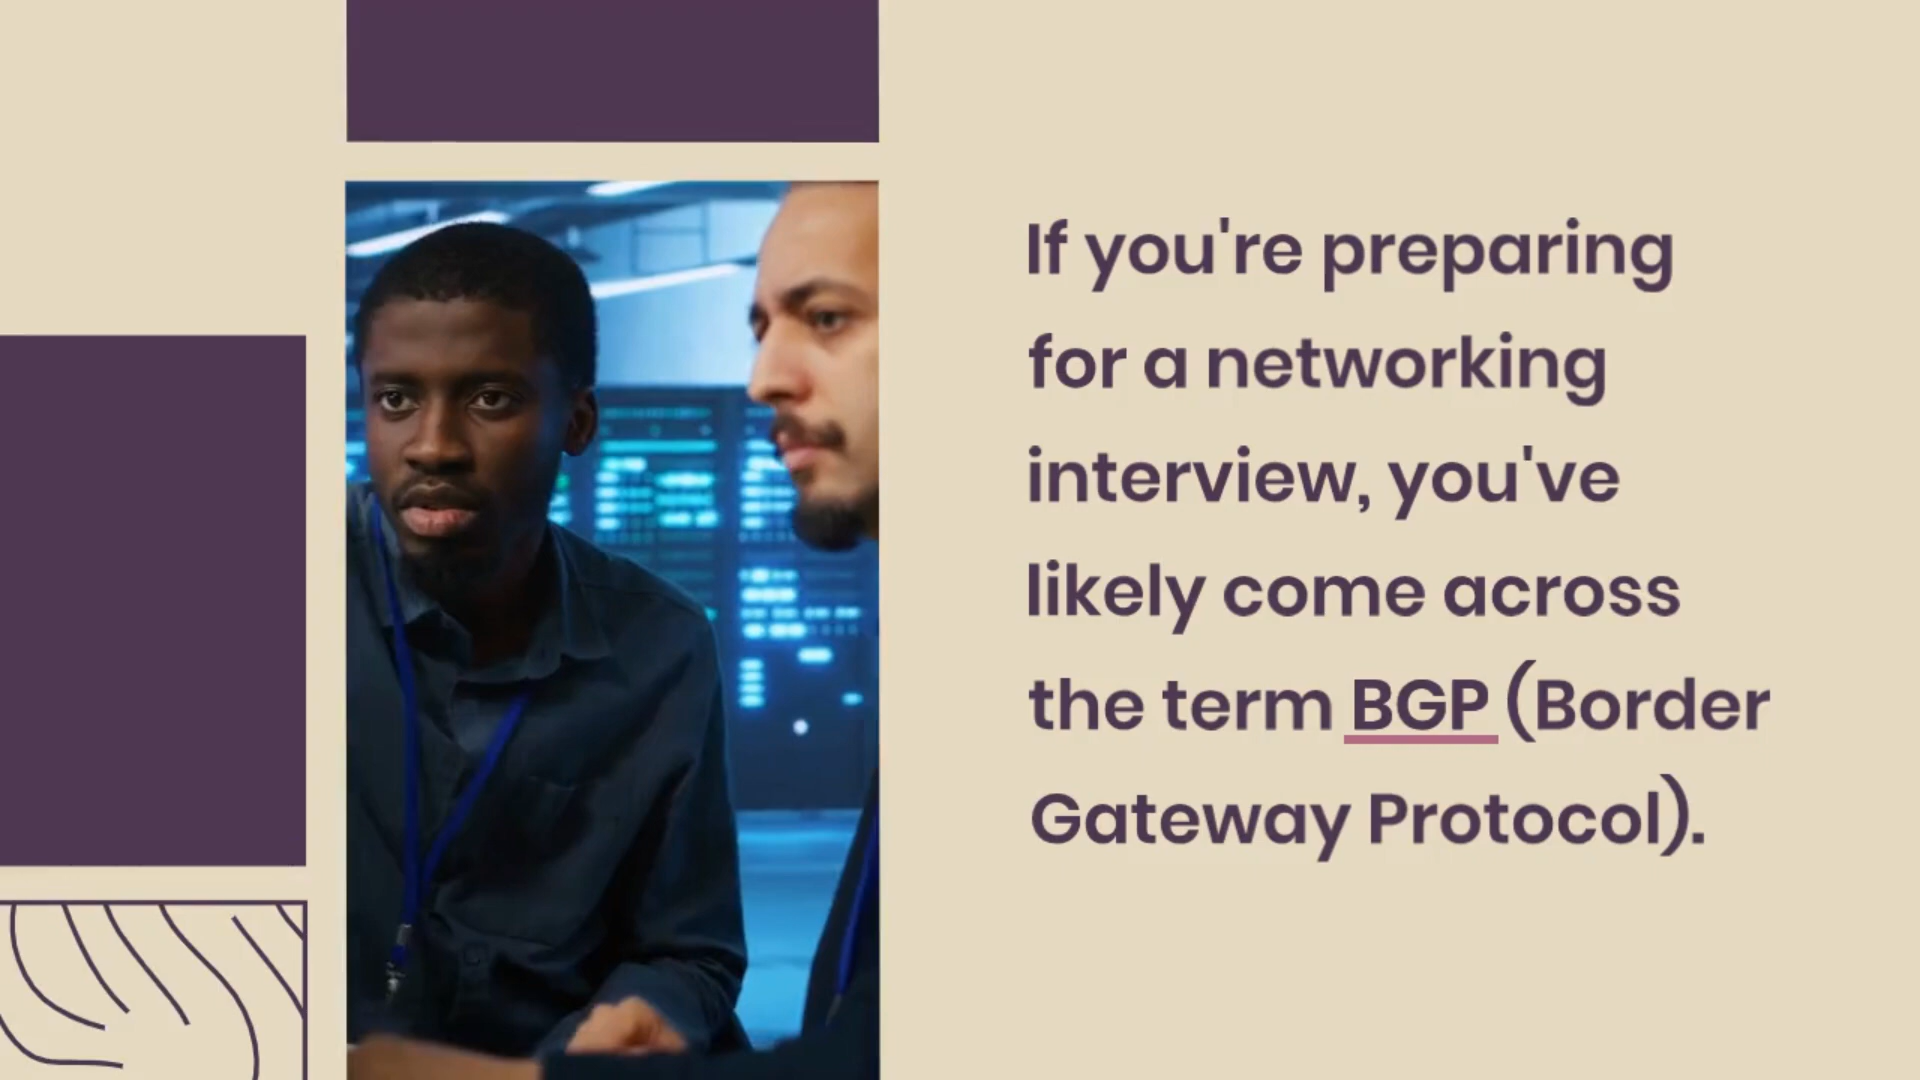 If you're preparing
for a networking
interview, you've
likely come across
the term BGP (Border
Gateway Protocol).